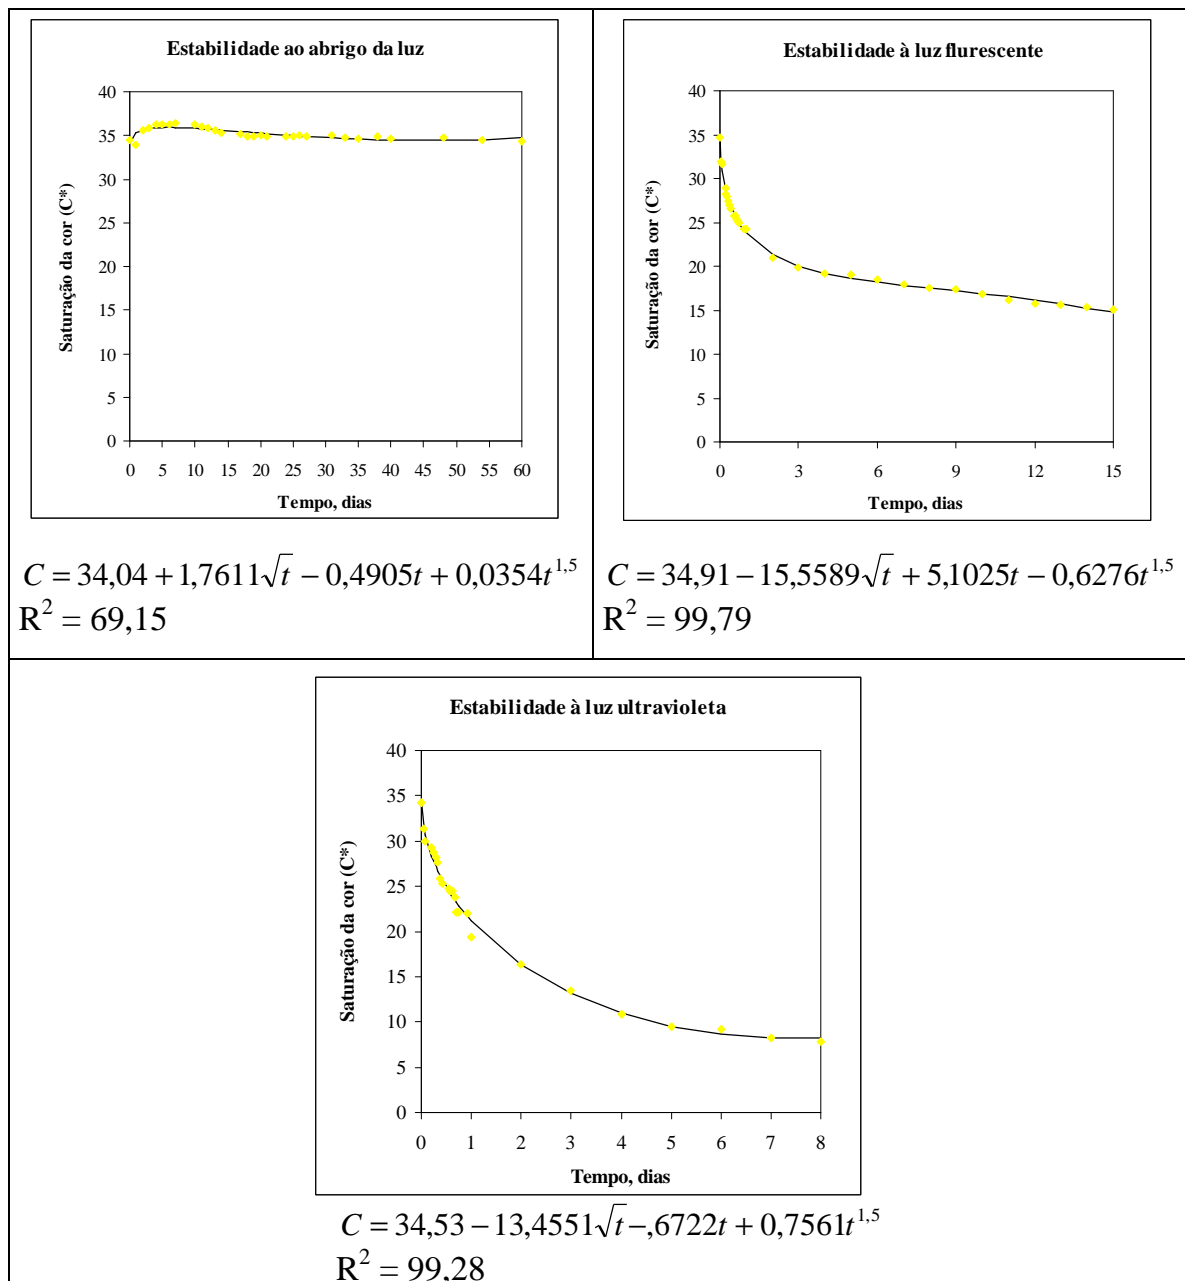 Estabilidade ao abrigo da luz
40
35
30
25
20
15
10
5
0
0 5 10 15 20 25 30 35 40 45 50 55 60
Saturação da cor (C*)
Tempo, dias
C = 34,04 + 1,7611√t − 0,4905t + 0,0354t^1,5
R² = 69,15
Estabilidade à luz flurescente
40
35
30
25
20
15
10
5
0
0 3 6 9 12 15
Saturação da cor (C*)
Tempo, dias
C = 34,91 − 15,5589√t + 5,1025t − 0,6276t^1,5
R² = 99,79
Estabilidade à luz ultravioleta
40
35
30
25
20
15
10
5
0
0 1 2 3 4 5 6 7 8
Saturação da cor (C*)
Tempo, dias
C = 34,53 − 13,4551√t −,6722t + 0,7561t^1,5
R² = 99,28